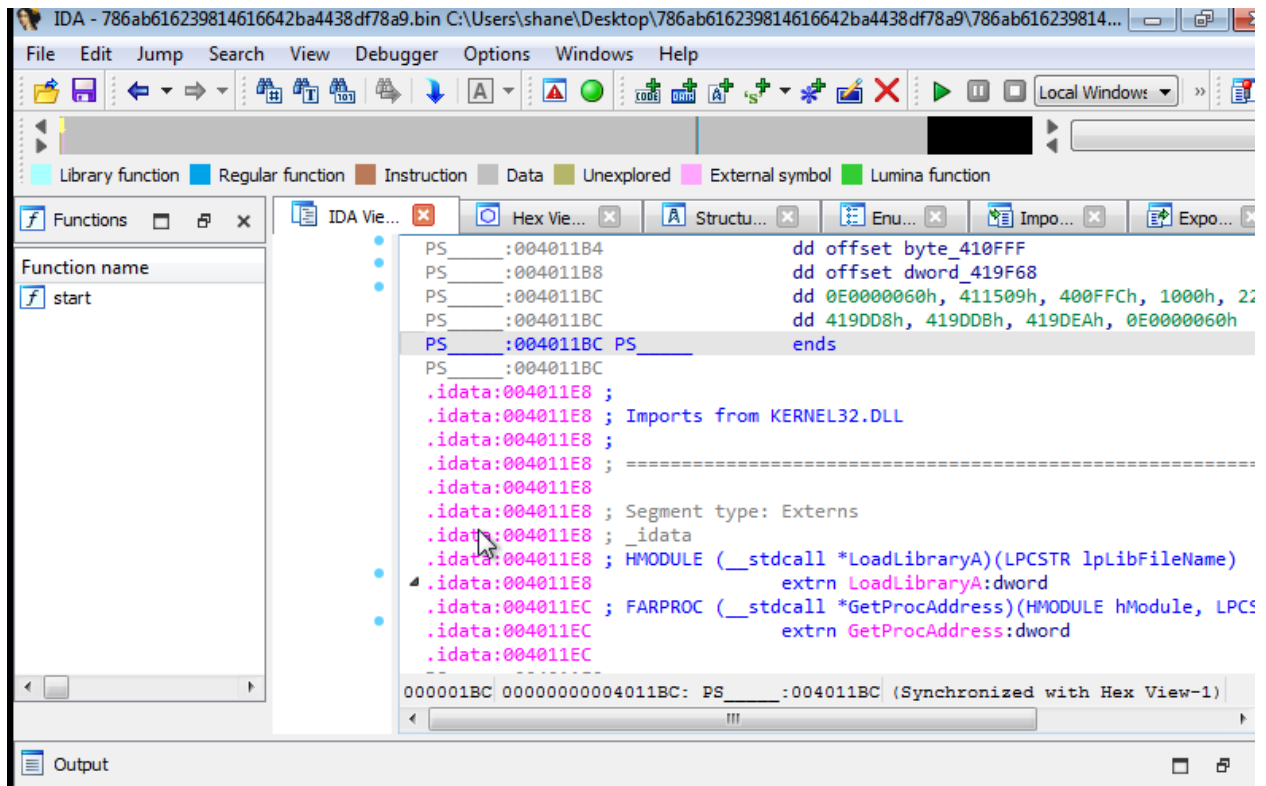 IDA - 786ab616239814616642ba4438df78a9.bin C:\Users\shane\Desktop\786ab616239814616642ba4438df78a9\786ab616239814...
File Edit Jump Search View Debugger Options Windows Help
Local Window
Library function Regular function Instruction Data Unexplored External symbol Lumina function
Functions
IDA Vie... Hex Vie... Structu... Enu... Impo... Expo...
Function name
start
PS_____:004011B4 dd offset byte_410FFF
PS_____:004011B8 dd offset dword_419F68
PS_____:004011BC dd 0E0000060h, 411509h, 400FFCh, 1000h, 22
PS_____:004011BC dd 419DD8h, 419DDBh, 419DEAh, 0E0000060h
PS_____:004011BC PS_____ ends
PS_____:004011BC
.idata:004011E8 ;
.idata:004011E8 ; Imports from KERNEL32.DLL
.idata:004011E8 ;
.idata:004011E8 ; =========================================================
.idata:004011E8
.idata:004011E8 ; Segment type: Externs
.idata:004011E8 ; _idata
.idata:004011E8 ; HMODULE (__stdcall *LoadLibraryA)(LPCSTR lpLibFileName)
.idata:004011E8 extrn LoadLibraryA:dword
.idata:004011EC ; FARPROC (__stdcall *GetProcAddress)(HMODULE hModule, LPCS
.idata:004011EC extrn GetProcAddress:dword
.idata:004011EC
000001BC 00000000004011BC: PS_____:004011BC (Synchronized with Hex View-1)
Output